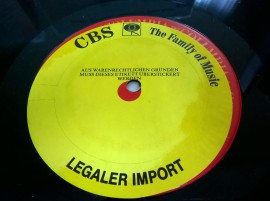 CBS The Family of Music
AUS WARENRECHTLICHEN GRÜNDEN
MUSS DIESES ETIKETT ÜBERSTICKERT
WERDEN
LEGALER IMPORT